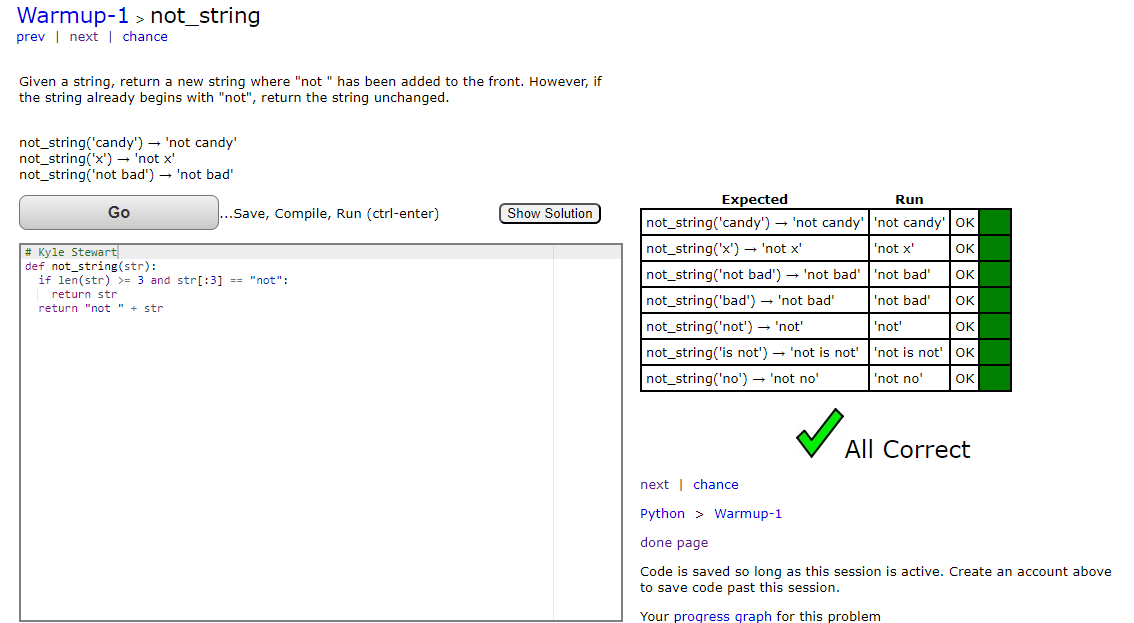 Warmup-1 > not_string
prev | next | chance
Given a string, return a new string where "not " has been added to the front. However, if
the string already begins with "not", return the string unchanged.
not_string('candy') → 'not candy'
not_string('x') → 'not x'
not_string('not bad') → 'not bad'
Go
...Save, Compile, Run (ctrl-enter)
Show Solution
# Kyle Stewart
def not_string(str):
  if len(str) >= 3 and str[:3] == "not":
    return str
  return "not " + str
Expected Run
not_string('candy') → 'not candy' 'not candy' OK
not_string('x') → 'not x' 'not x' OK
not_string('not bad') → 'not bad' 'not bad' OK
not_string('bad') → 'not bad' 'not bad' OK
not_string('not') → 'not' 'not' OK
not_string('is not') → 'not is not' 'not is not' OK
not_string('no') → 'not no' 'not no' OK
All Correct
next | chance
Python > Warmup-1
done page
Code is saved so long as this session is active. Create an account above
to save code past this session.
Your progress graph for this problem